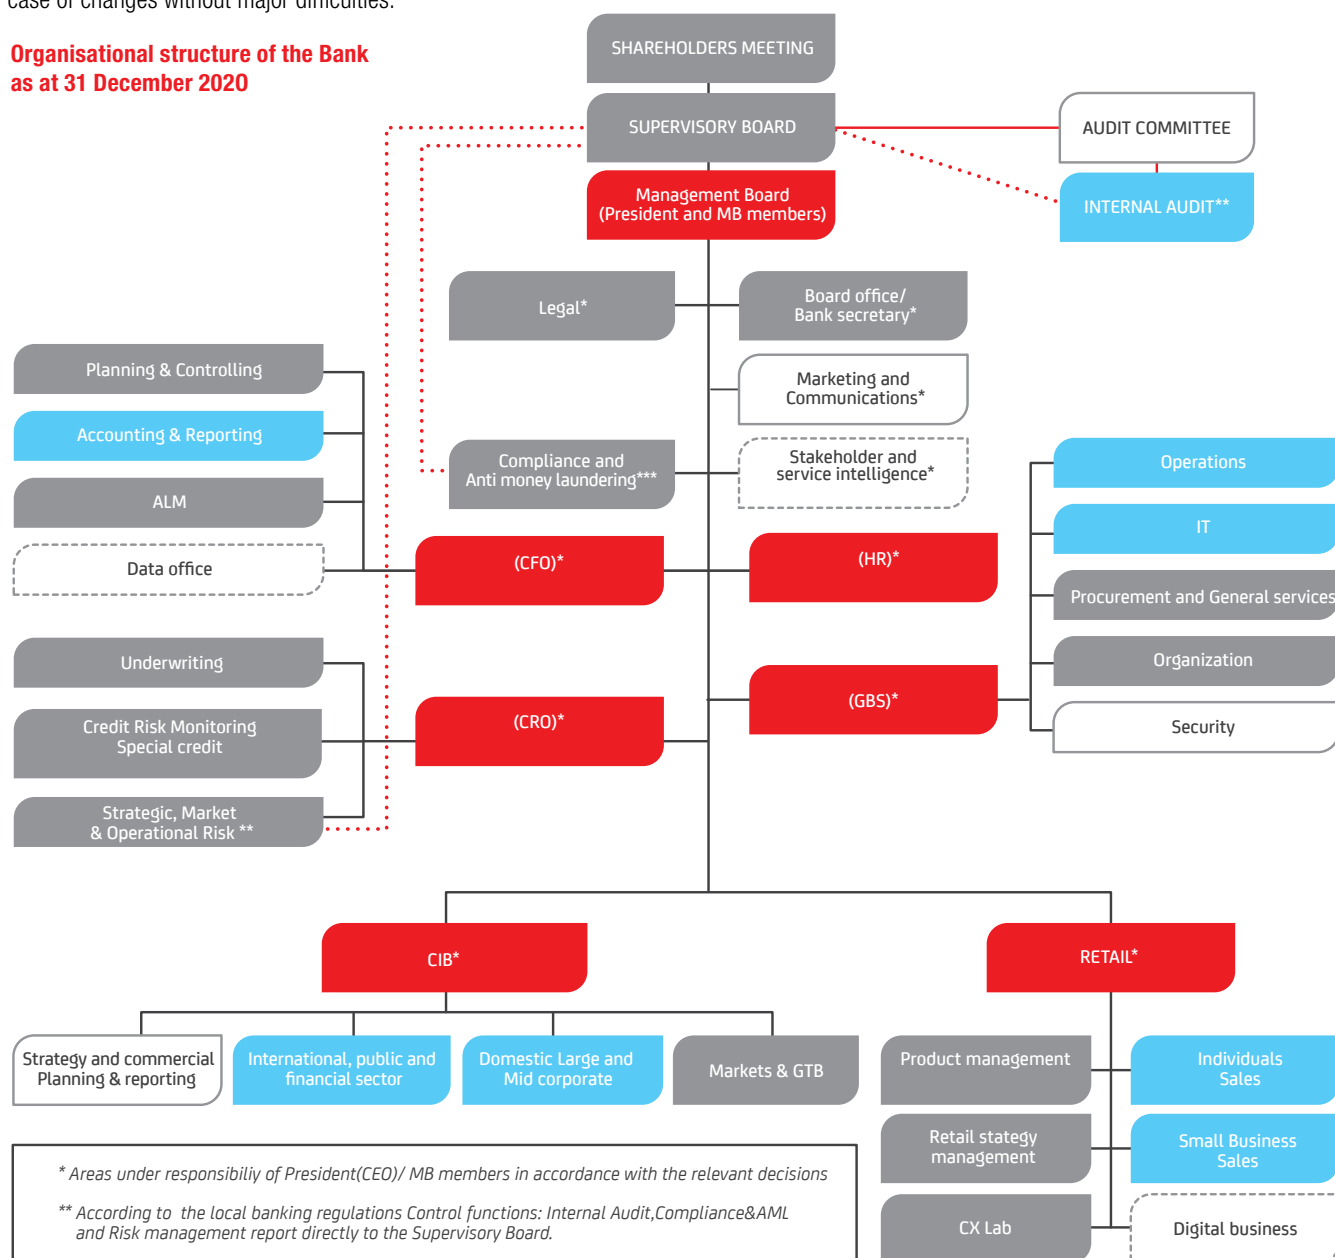 case of changes without major difficulties.
Organisational structure of the Bank
as at 31 December 2020
SHAREHOLDERS MEETING
SUPERVISORY BOARD
AUDIT COMMITTEE
Management Board
(President and MB members)
INTERNAL AUDIT**
Legal*
Board office/
Bank secretary*
Planning & Controlling
Marketing and
Communications*
Accounting & Reporting
Compliance and
Anti money laundering***
Stakeholder and
service intelligence*
Operations
ALM
IT
Data office
(CFO)*
(HR)*
Procurement and General services
Underwriting
Organization
(CRO)*
(GBS)*
Credit Risk Monitoring
Special credit
Security
Strategic, Market
& Operational Risk **
CIB*
RETAIL*
Strategy and commercial
Planning & reporting
International, public and
financial sector
Domestic Large and
Mid corporate
Markets & GTB
Product management
Individuals
Sales
Retail stategy
management
Small Business
Sales
CX Lab
Digital business
* Areas under responsibiliy of President(CEO)/ MB members in accordance with the relevant decisions
** According to the local banking regulations Control functions: Internal Audit,Compliance&AML
and Risk management report directly to the Supervisory Board.